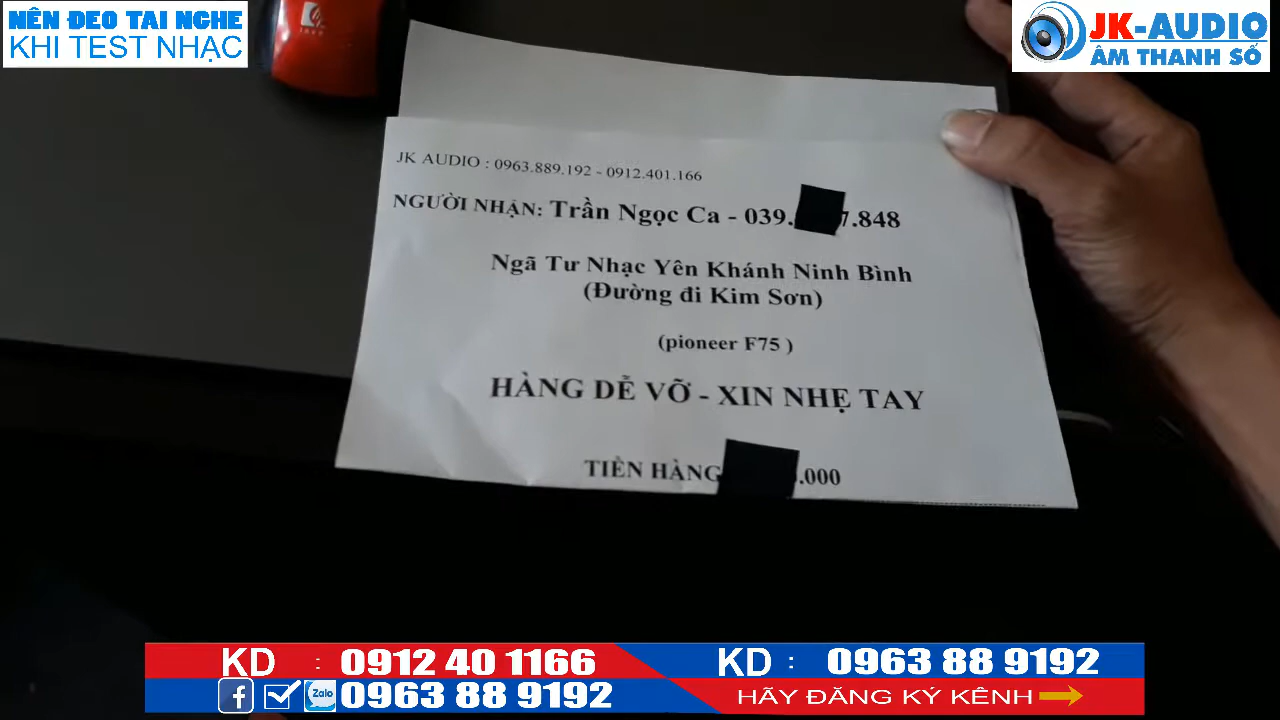 NÊN ĐEO TAI NGHE
KHI TEST NHẠC
JK-AUDIO
ÂM THANH SỐ
JK AUDIO : 0963.889.192 - 0912.401.166
NGƯỜI NHẬN: Trần Ngọc Ca - 039. 7.848
Ngã Tư Nhạc Yên Khánh Ninh Bình
(Đường đi Kim Sơn)
(pioneer F75 )
HÀNG DỄ VỠ - XIN NHẸ TAY
TIỀN HÀNG .000
KD : 0912 40 1166
KD : 0963 88 9192
Zalo 0963 88 9192
HÃY ĐĂNG KÝ KÊNH